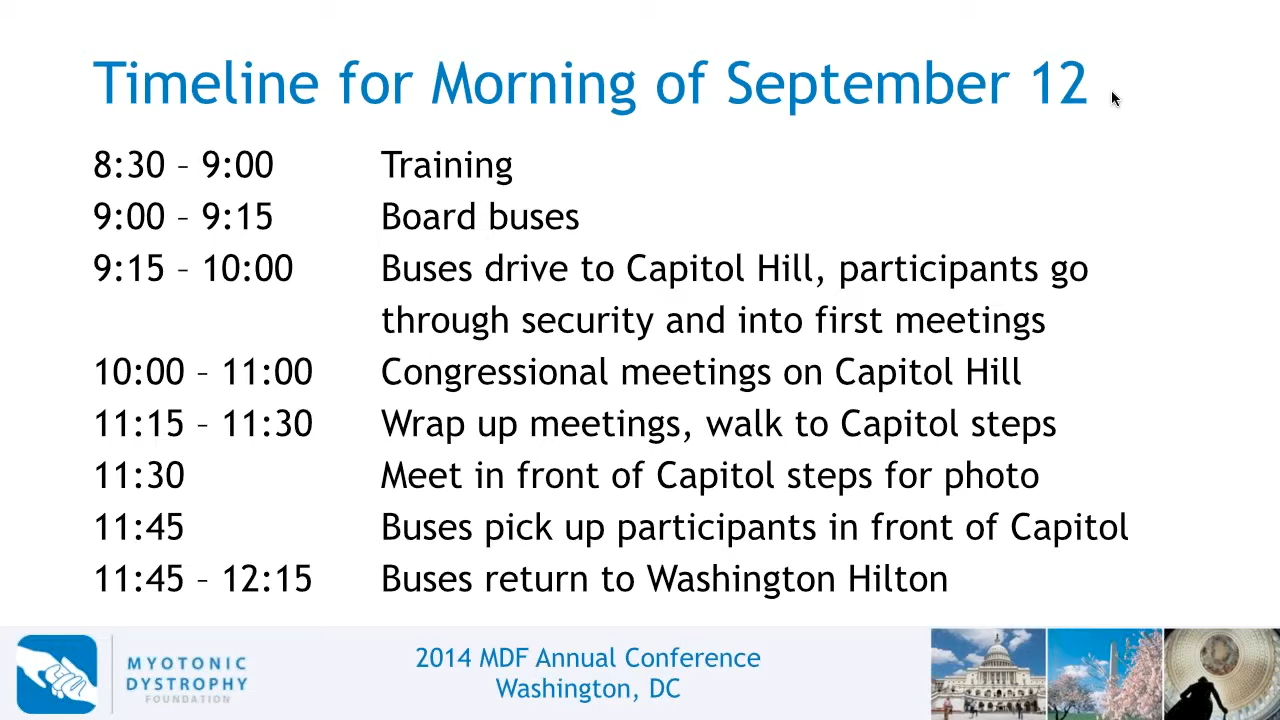 Timeline for Morning of September 12
8:30 – 9:00 Training
9:00 – 9:15 Board buses
9:15 – 10:00 Buses drive to Capitol Hill, participants go
through security and into first meetings
10:00 – 11:00 Congressional meetings on Capitol Hill
11:15 – 11:30 Wrap up meetings, walk to Capitol steps
11:30 Meet in front of Capitol steps for photo
11:45 Buses pick up participants in front of Capitol
11:45 – 12:15 Buses return to Washington Hilton
MYOTONIC
DYSTROPHY
FOUNDATION
2014 MDF Annual Conference
Washington, DC